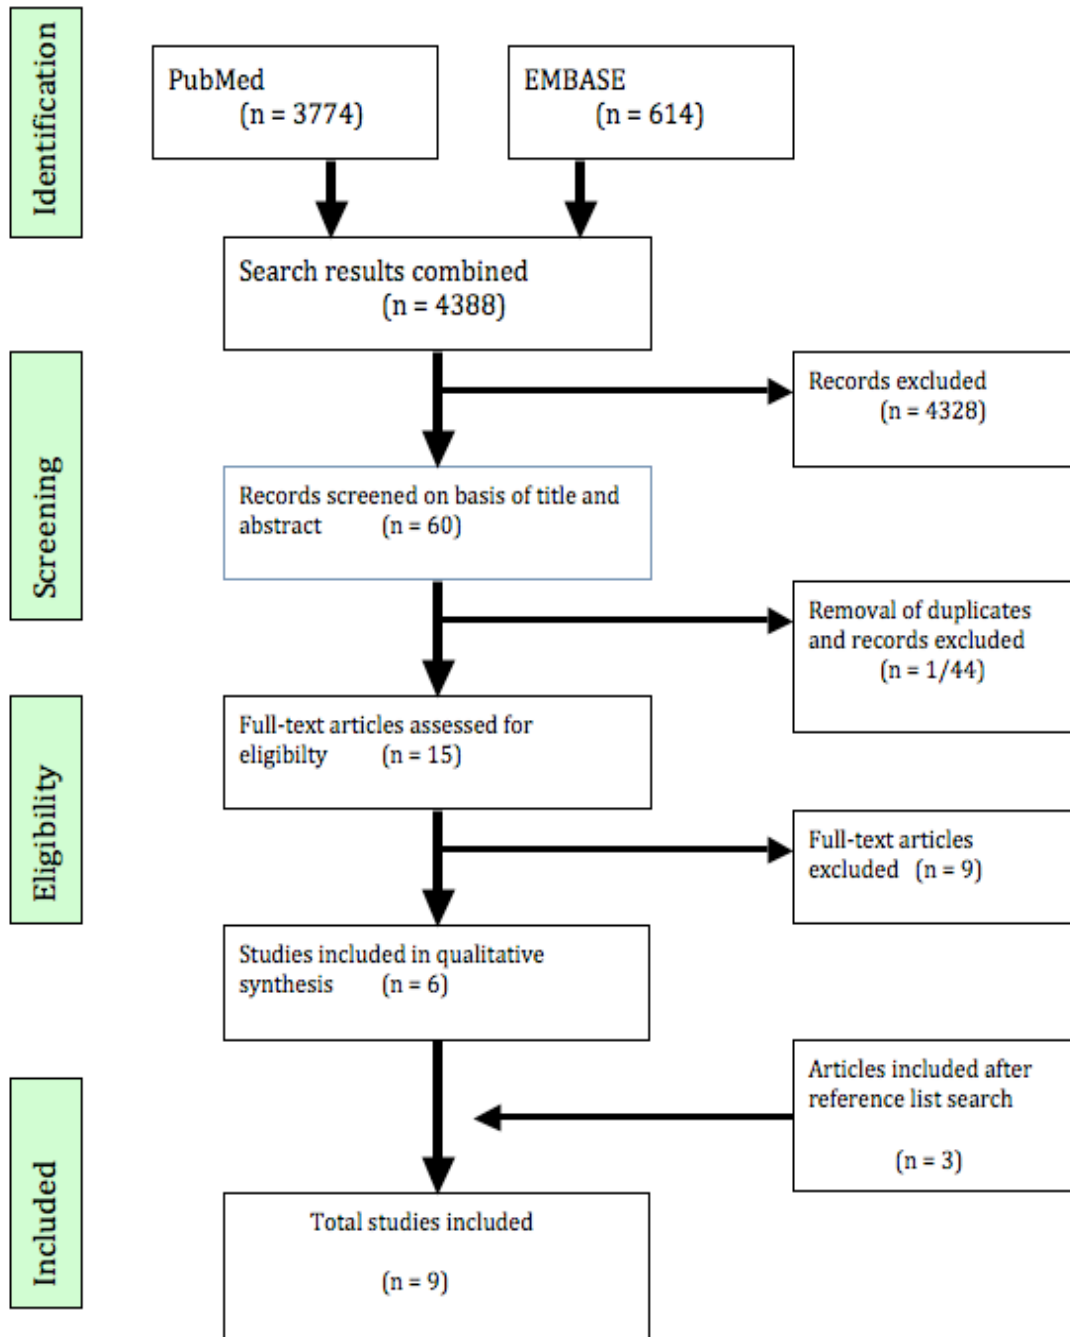 Identification
PubMed
(n = 3774)
EMBASE
(n = 614)
Search results combined
(n = 4388)
Screening
Records excluded
(n = 4328)
Records screened on basis of title and
abstract (n = 60)
Removal of duplicates
and records excluded
(n = 1/44)
Eligibility
Full-text articles assessed for
eligibilty (n = 15)
Full-text articles
excluded (n = 9)
Studies included in qualitative
synthesis (n = 6)
Included
Articles included after
reference list search
(n = 3)
Total studies included
(n = 9)